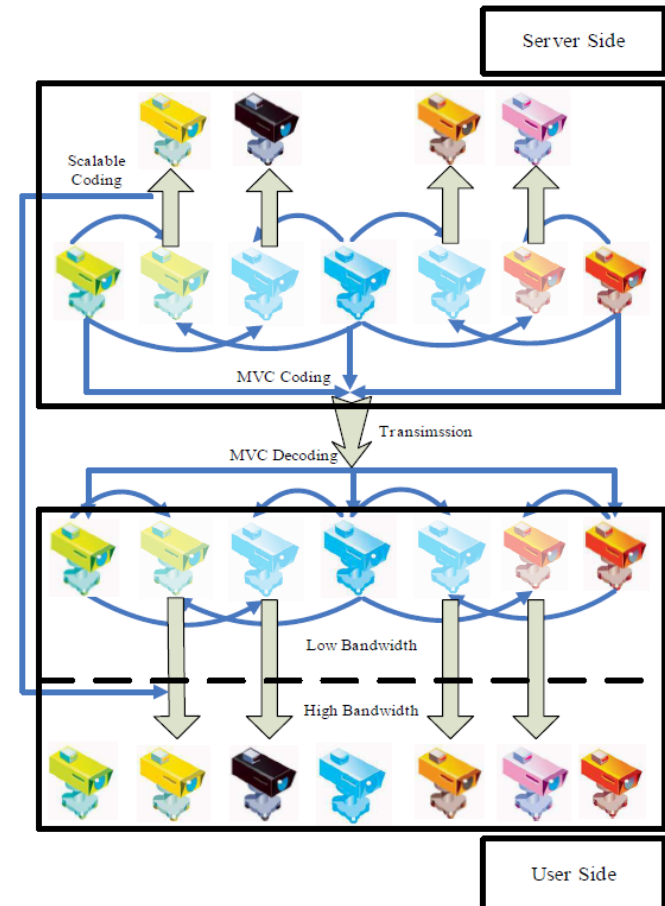 Server Side
Scalable
Coding
MVC Coding
Transimssion
MVC Decoding
Low Bandwidth
High Bandwidth
User Side